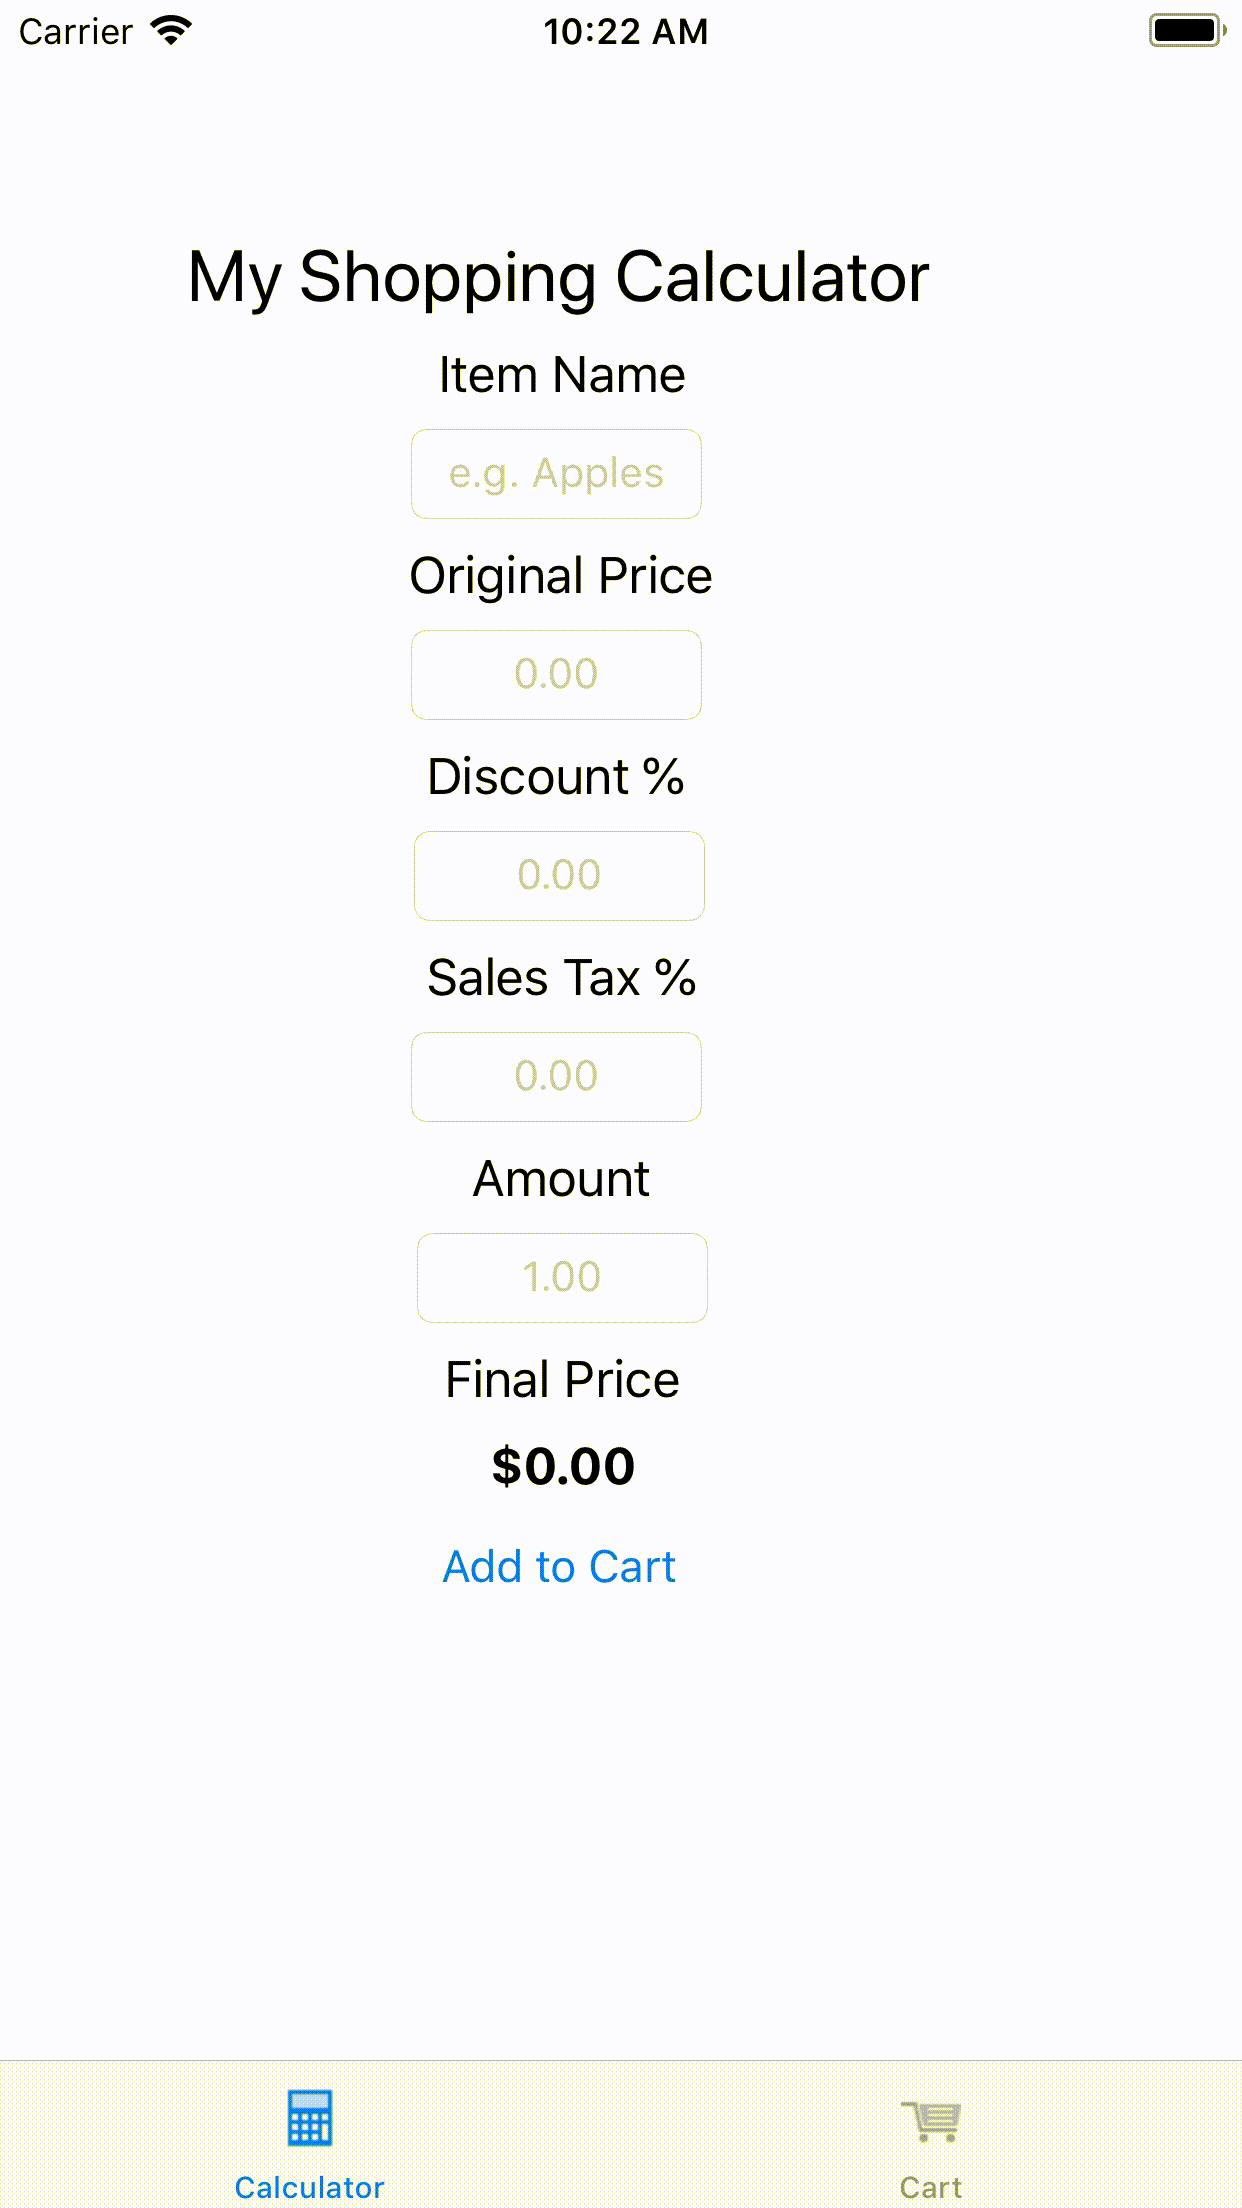 Carrier 10:22 AM
My Shopping Calculator
Item Name
e.g. Apples
Original Price
0.00
Discount %
0.00
Sales Tax %
0.00
Amount
1.00
Final Price
$0.00
Add to Cart
Calculator Cart